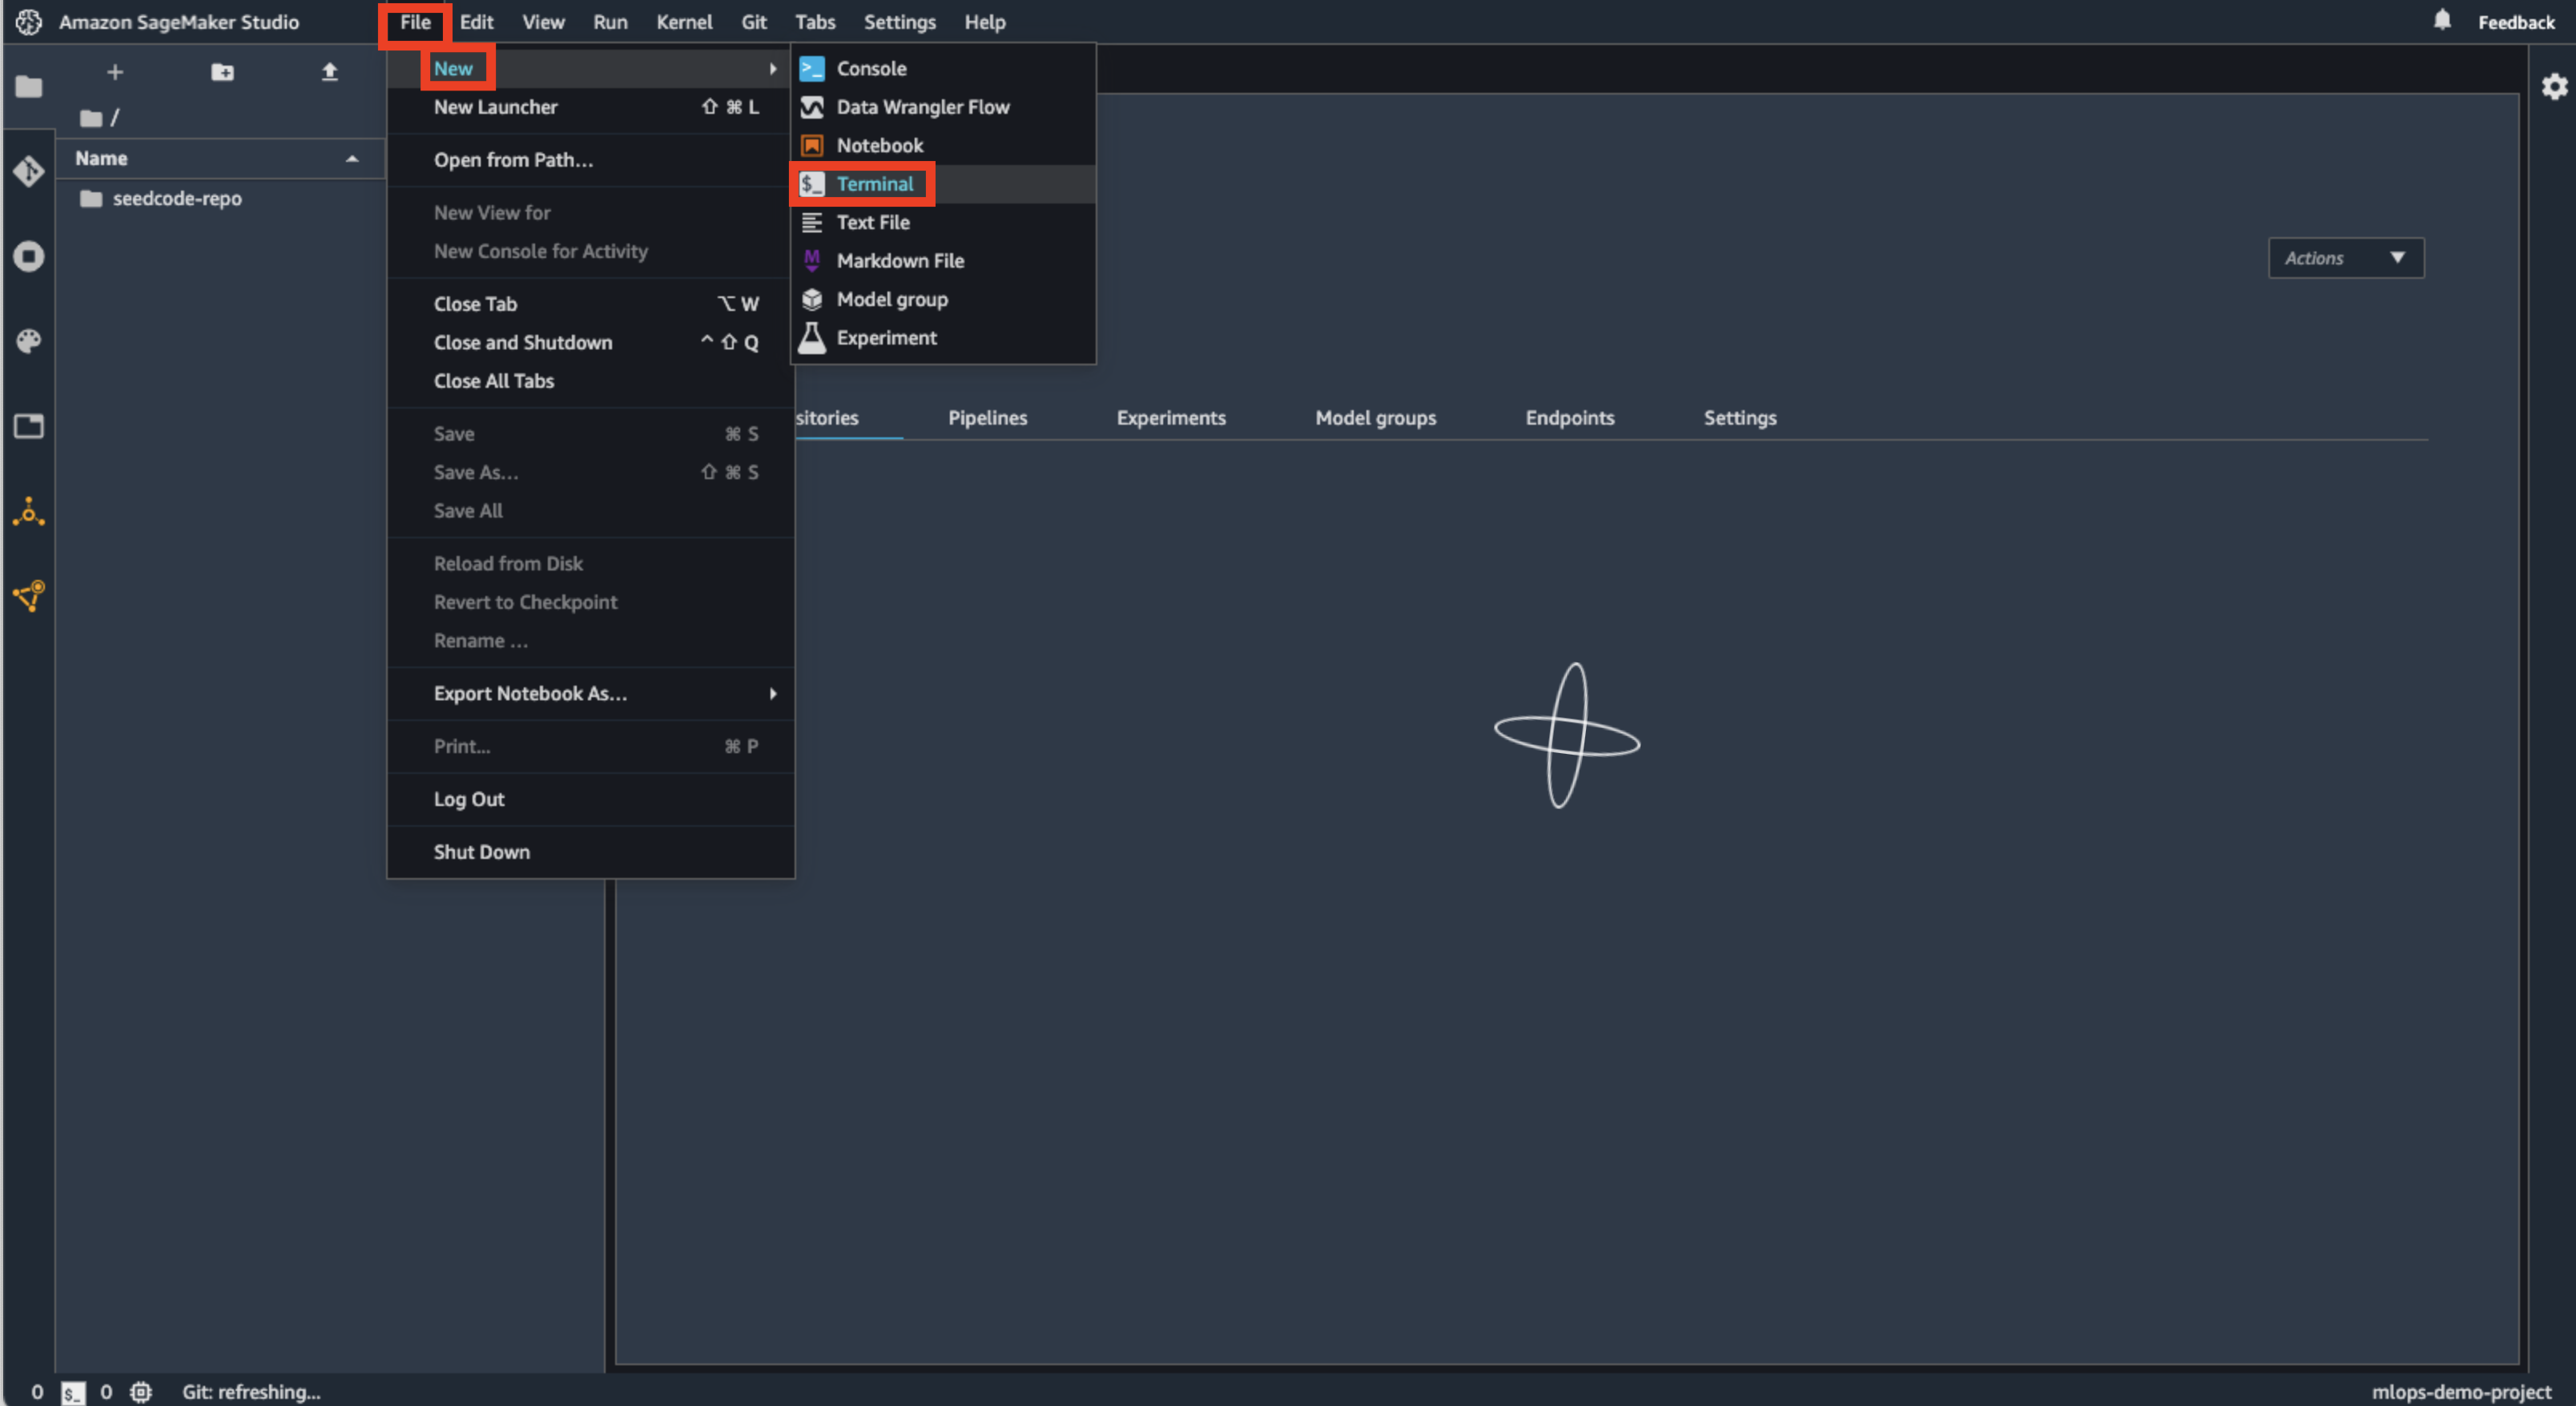 Amazon SageMaker Studio File Edit View Run Kernel Git Tabs Settings Help Feedback
/
Name
seedcode-repo
New
New Launcher ⇧ ⌘ L
Open from Path…
New View for
New Console for Activity
Close Tab ⌥ W
Close and Shutdown ^ ⇧ Q
Close All Tabs
Save ⌘ S
Save As… ⇧ ⌘ S
Save All
Reload from Disk
Revert to Checkpoint
Rename …
Export Notebook As…
Print... ⌘ P
Log Out
Shut Down
>_ Console
Data Wrangler Flow
Notebook
$_ Terminal
Text File
M Markdown File
Model group
Experiment
Actions
sitories Pipelines Experiments Model groups Endpoints Settings
0 $_ 0 Git: refreshing... mlops-demo-project